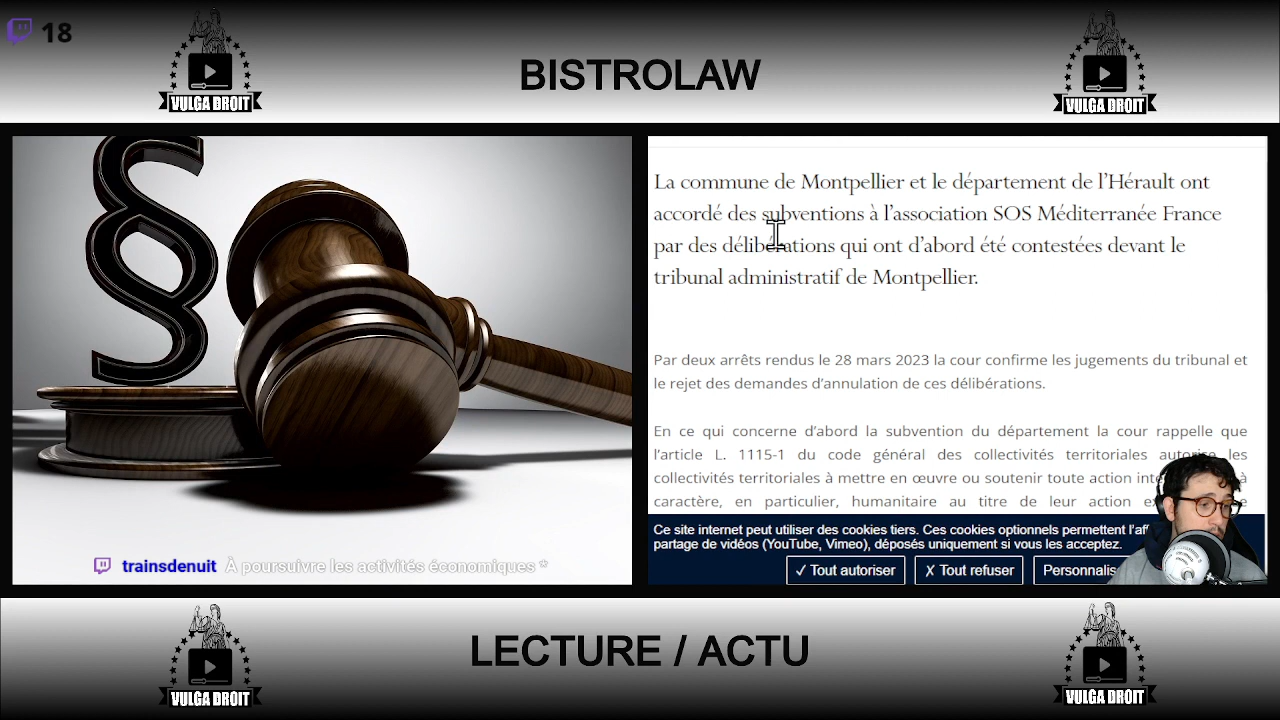 18
VULGA DROIT
BISTROLAW
VULGA DROIT
La commune de Montpellier et le département de l'Hérault ont
accordé des subventions à l'association SOS Méditerranée France
par des délibérations qui ont d'abord été contestées devant le
tribunal administratif de Montpellier.
Par deux arrêts rendus le 28 mars 2023 la cour confirme les jugements du tribunal et
le rejet des demandes d'annulation de ces délibérations.
En ce qui concerne d'abord la subvention du département la cour rappelle que
l'article L. 1115-1 du code général des collectivités territoriales autorise les
collectivités territoriales à mettre en œuvre ou soutenir toute action à
caractère, en particulier, humanitaire au titre de leur action
Ce site internet peut utiliser des cookies tiers. Ces cookies optionnels permettent
partage de vidéos (YouTube, Vimeo), déposés uniquement si vous les acceptez.
✓ Tout autoriser
✗ Tout refuser
trainsdenuit À poursuivre les activités économiques *
VULGA DROIT
LECTURE / ACTU
VULGA DROIT